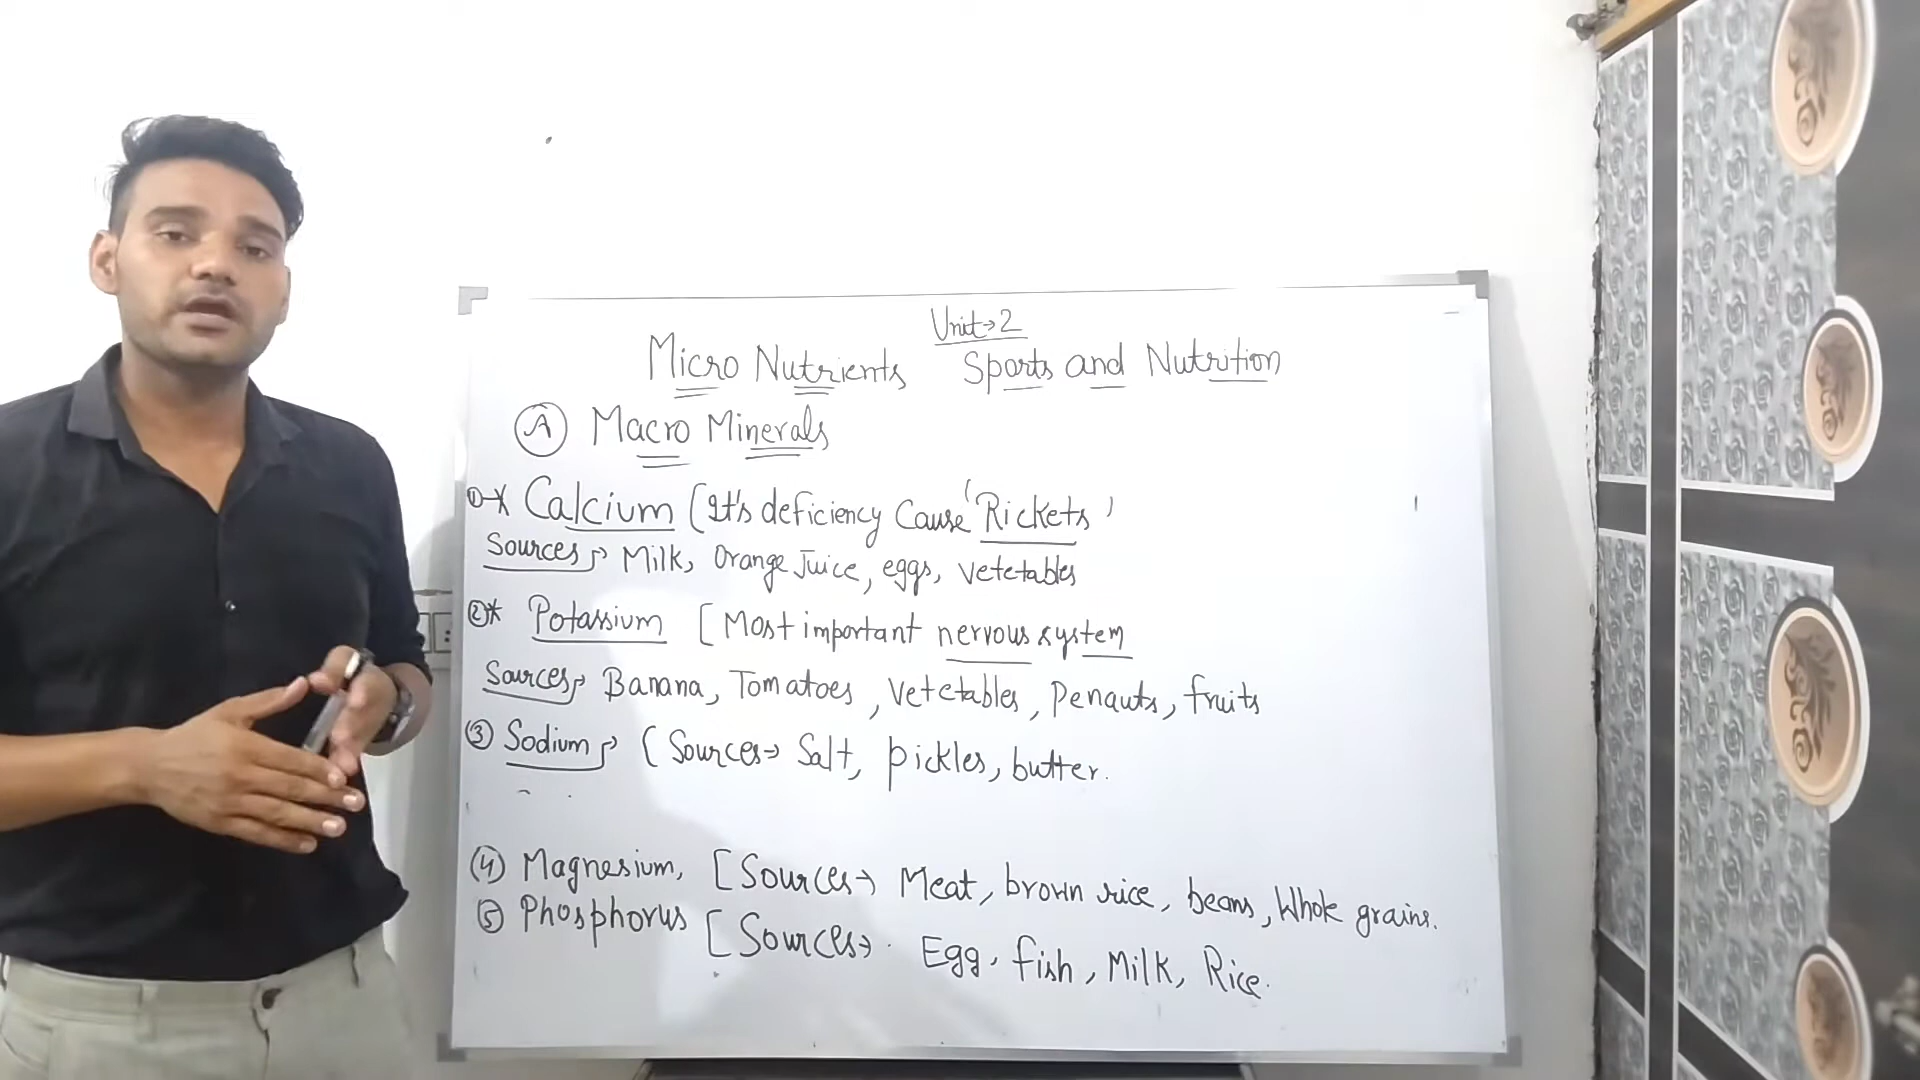 Unit→2
Micro Nutrients Sports and Nutrition
(A) Macro Minerals
①* Calcium [It's deficiency Cause 'Rickets'
Sources → Milk, Orange Juice, eggs, vetetables
②* Potassium [Most important nervous system
Sources → Banana, Tomatoes, Vetetables, Penauts, fruits
③ Sodium → (Sources → Salt, pickles, butter.
④ Magnesium, [Sources → Meat, brown rice, beans, Whole grains.
⑤ Phosphorus [Sources → Egg, fish, Milk, Rice.